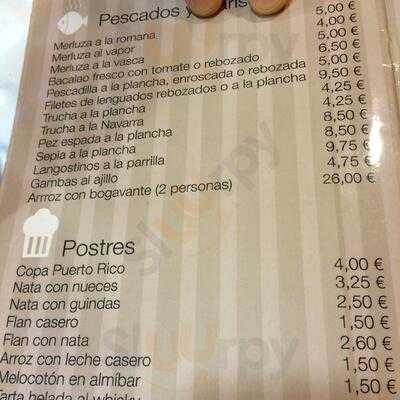 Pescados y
Merluza a la romana 5,00 €
Merluza al vapor 4,00 €
Merluza a la vasca 5,00 €
Bacalao fresco con tomate o rebozado 6,50 €
Pescadilla a la plancha, enroscada o rebozada 5,00 €
Filetes de lenguados rebozados o a la plancha 9,50 €
Trucha a la plancha 4,25 €
Trucha a la Navarra 4,25 €
Pez espada a la plancha 8,50 €
Sepia a la plancha 8,50 €
Langostinos a la parrilla 9,75 €
Gambas al ajillo 4,75 €
Arrroz con bogavante (2 personas) 26,00 €
Postres
Copa Puerto Rico 4,00 €
Nata con nueces 3,25 €
Nata con guindas 2,50 €
Flan casero 1,50 €
Flan con nata 2,60 €
Arroz con leche casero 1,50 €
Melocotón en almíbar 1,50 €
Tarta helada al whisky